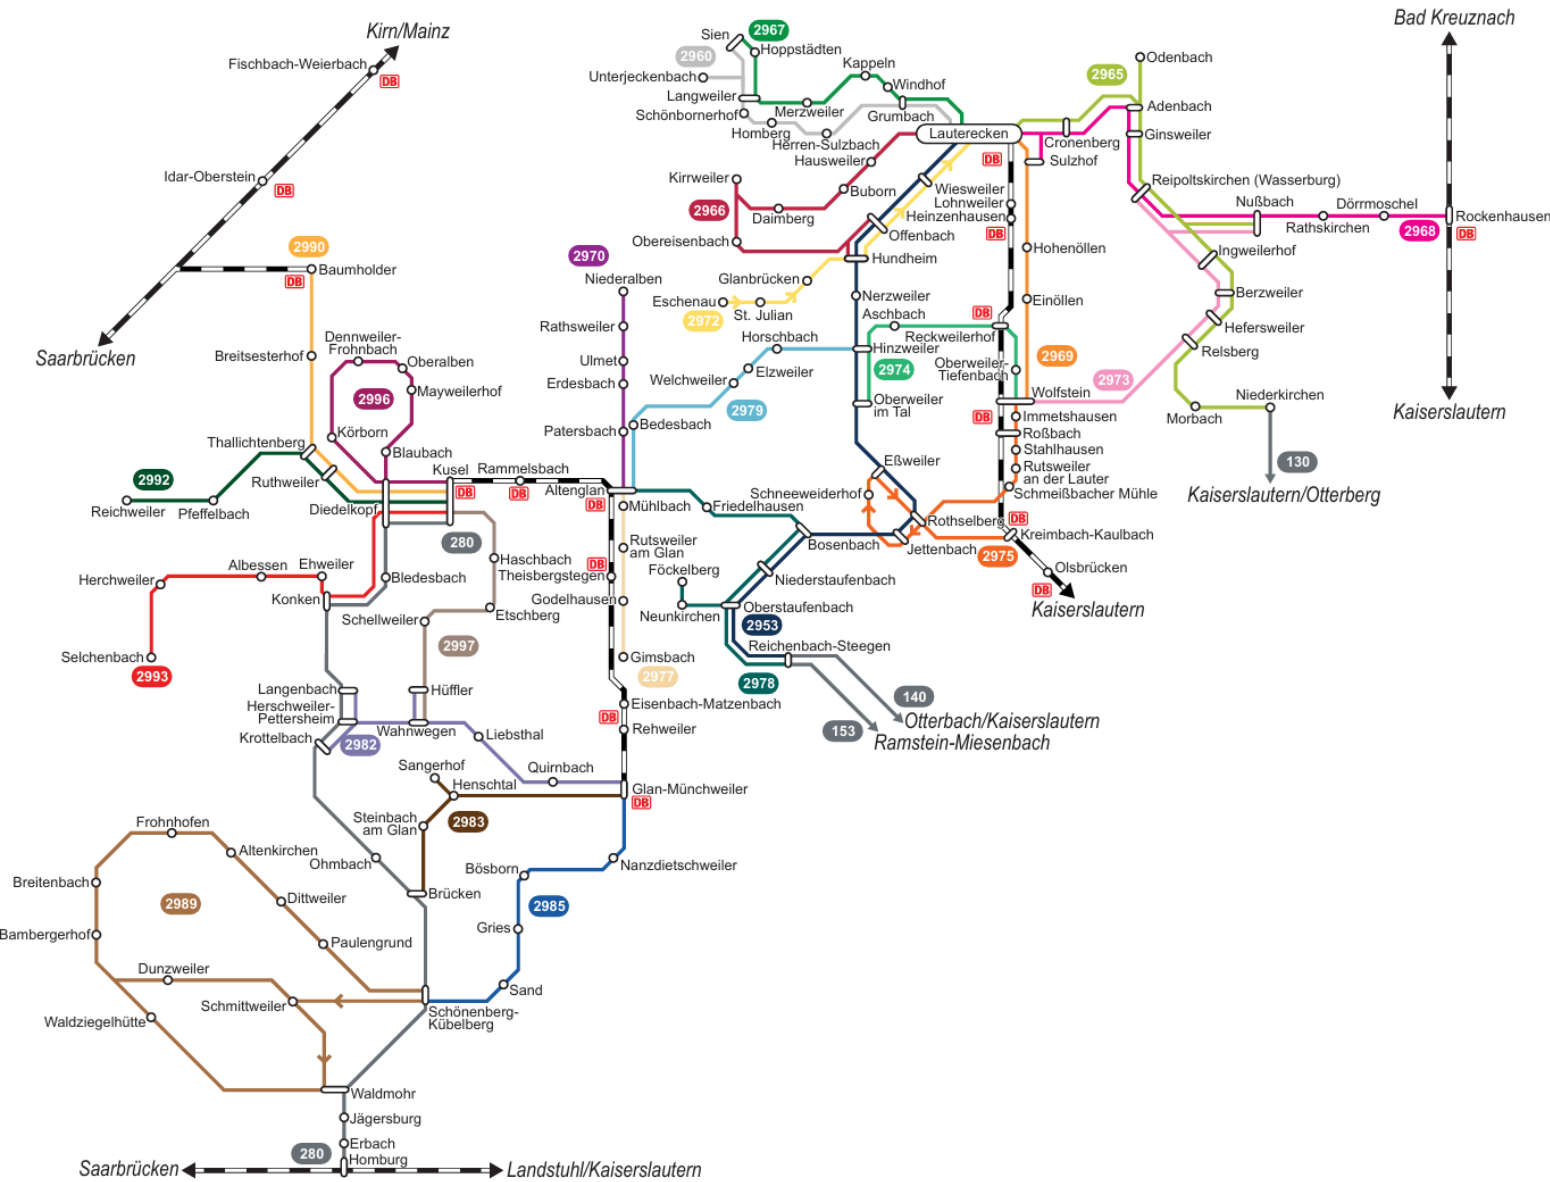 Kirn/Mainz
Fischbach-Weierbach
DB
Idar-Oberstein
DB
2990
Baumholder
DB
Saarbrücken
Breitsesterhof
Dennweiler-
Frohnbach
Oberalben
2996
Mayweilerhof
Körborn
Thallichtenberg
Blaubach
2992
Ruthweiler
Kusel
DB
Rammelsbach
DB
Altenglan
DB
Reichweiler
Pfeffelbach
Diedelkopf
280
Haschbach
Albessen
Ehweiler
Herchweiler
Bledesbach
Theisbergstegen
DB
Konken
Etschberg
Godelhausen
Schellweiler
Selchenbach
2993
2997
Gimsbach
2977
Langenbach
Hüffler
Herschweiler-
Pettersheim
Wahnwegen
Krottelbach
2982
Liebsthal
Eisenbach-Matzenbach
DB
Rehweiler
Sangerhof
Quirnbach
Henschtal
Glan-Münchweiler
DB
Steinbach
am Glan
2983
Frohnhofen
Altenkirchen
Ohmbach
Bösborn
Nanzdietschweiler
Breitenbach
2989
Dittweiler
Brücken
2985
Bambergerhof
Paulengrund
Gries
Dunzweiler
Schmittweiler
Sand
Waldziegelhütte
Schönenberg-
Kübelberg
Waldmohr
Jägersburg
Erbach
280
Homburg
Saarbrücken
Landstuhl/Kaiserslautern
Sien
2967
2960
Hoppstädten
Unterjeckenbach
Kappeln
Windhof
Langweiler
Merzweiler
Grumbach
Schönbornerhof
Homberg
Herren-Sulzbach
Lauterecken
DB
Hausweiler
Kirrweiler
Buborn
Wiesweiler
Lohnweiler
Heinzenhausen
DB
2966
Daimberg
Offenbach
Obereisenbach
Hundheim
2970
Niederalben
Glanbrücken
Eschenau
St. Julian
2972
Nerzweiler
Hohenöllen
Einöllen
Rathsweiler
Aschbach
DB
Reckweilerhof
Horschbach
Hinzweiler
2974
Oberweiler-
Tiefenbach
2969
Ulmet
Elzweiler
Welchweiler
Erdesbach
2979
Oberweiler
im Tal
Wolfstein
DB
2973
Bedesbach
Patersbach
Immetshausen
Roßbach
Stahlhausen
Rutsweiler
an der Lauter
Schmeißbacher Mühle
Eßweiler
Schneeweiderhof
Mühlbach
Friedelhausen
Rothselberg
DB
Kreimbach-Kaulbach
Bosenbach
Jettenbach
2975
Rutsweiler
am Glan
Föckelberg
Niederstaufenbach
Olsbrücken
DB
Kaiserslautern
Neunkirchen
Oberstaufenbach
2953
Reichenbach-Steegen
2978
140
Otterbach/Kaiserslautern
153
Ramstein-Miesenbach
Bad Kreuznach
2965
Odenbach
Adenbach
Cronenberg
Ginsweiler
Sulzhof
Reipoltskirchen (Wasserburg)
Nußbach
Dörrmoschel
Rathskirchen
2968
Rockenhausen
DB
Ingweilerhof
Berzweiler
Hefersweiler
Relsberg
Niederkirchen
Morbach
Kaiserslautern
130
Kaiserslautern/Otterberg